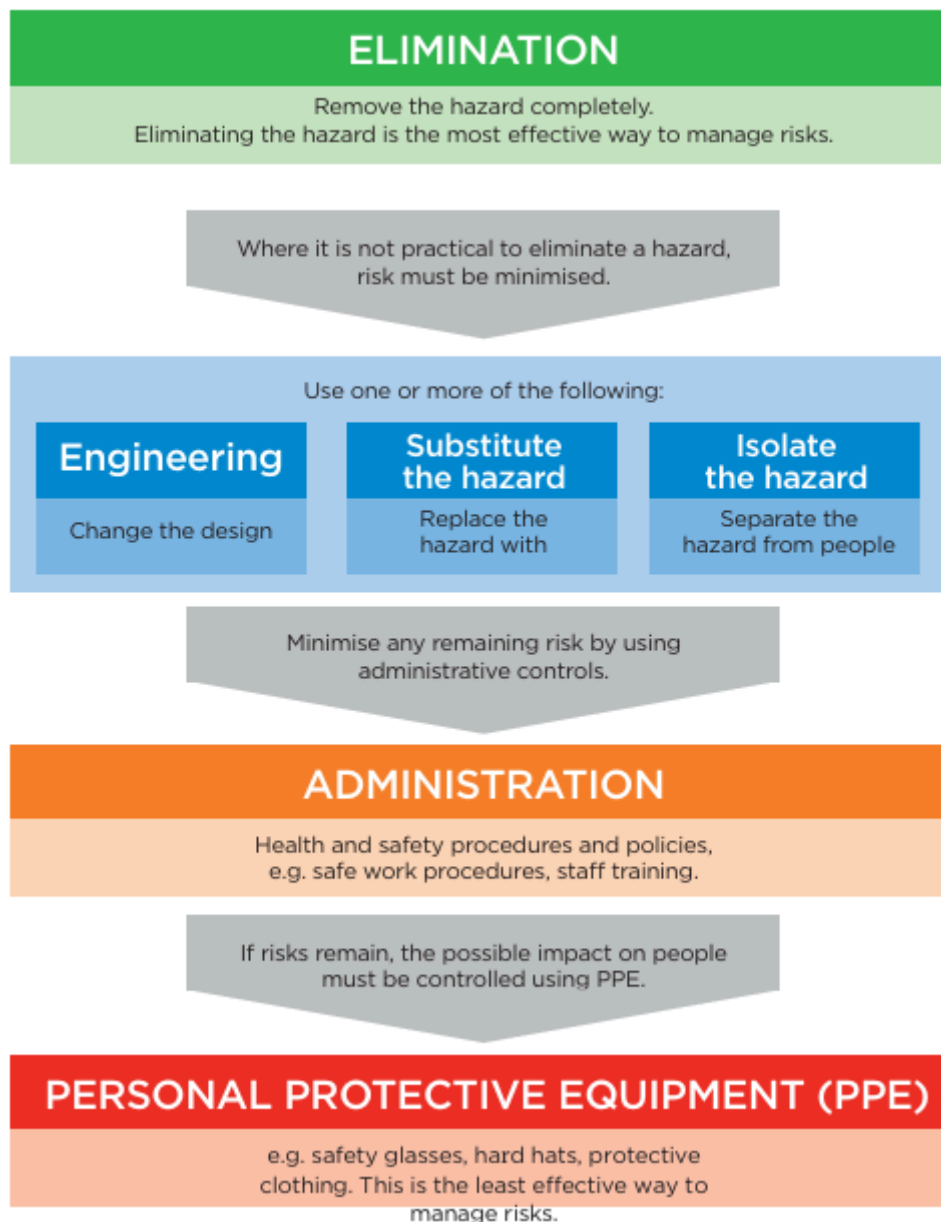 ELIMINATION
Remove the hazard completely.
Eliminating the hazard is the most effective way to manage risks.
Where it is not practical to eliminate a hazard,
risk must be minimised.
Use one or more of the following:
Engineering
Change the design
Substitute
the hazard
Replace the
hazard with
Isolate
the hazard
Separate the
hazard from people
Minimise any remaining risk by using
administrative controls.
ADMINISTRATION
Health and safety procedures and policies,
e.g. safe work procedures, staff training.
If risks remain, the possible impact on people
must be controlled using PPE.
PERSONAL PROTECTIVE EQUIPMENT (PPE)
e.g. safety glasses, hard hats, protective
clothing. This is the least effective way to
manage risks.